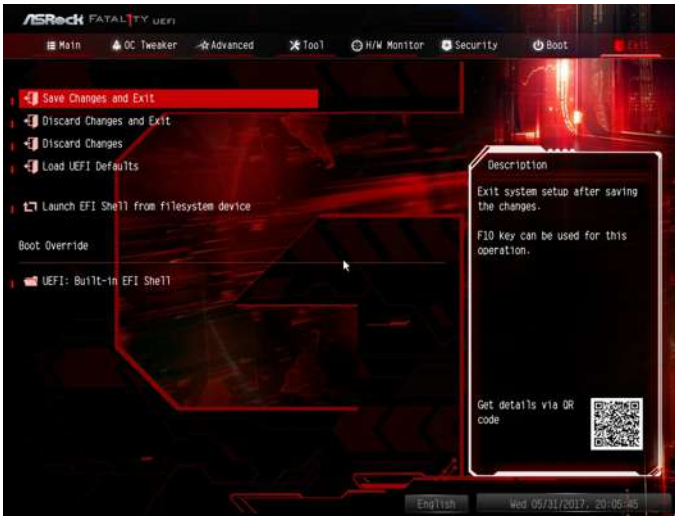 ASRock FATAL1TY UEFI
Main OC Tweaker Advanced Tool H/W Monitor Security Boot Exit
Save Changes and Exit
Discard Changes and Exit
Discard Changes
Load UEFI Defaults
Launch EFI Shell from filesystem device
Boot Override
UEFI: Built-in EFI Shell
Description
Exit system setup after saving
the changes.
F10 key can be used for this
operation.
Get details via QR
code
English
Wed 05/31/2017, 20:05:45